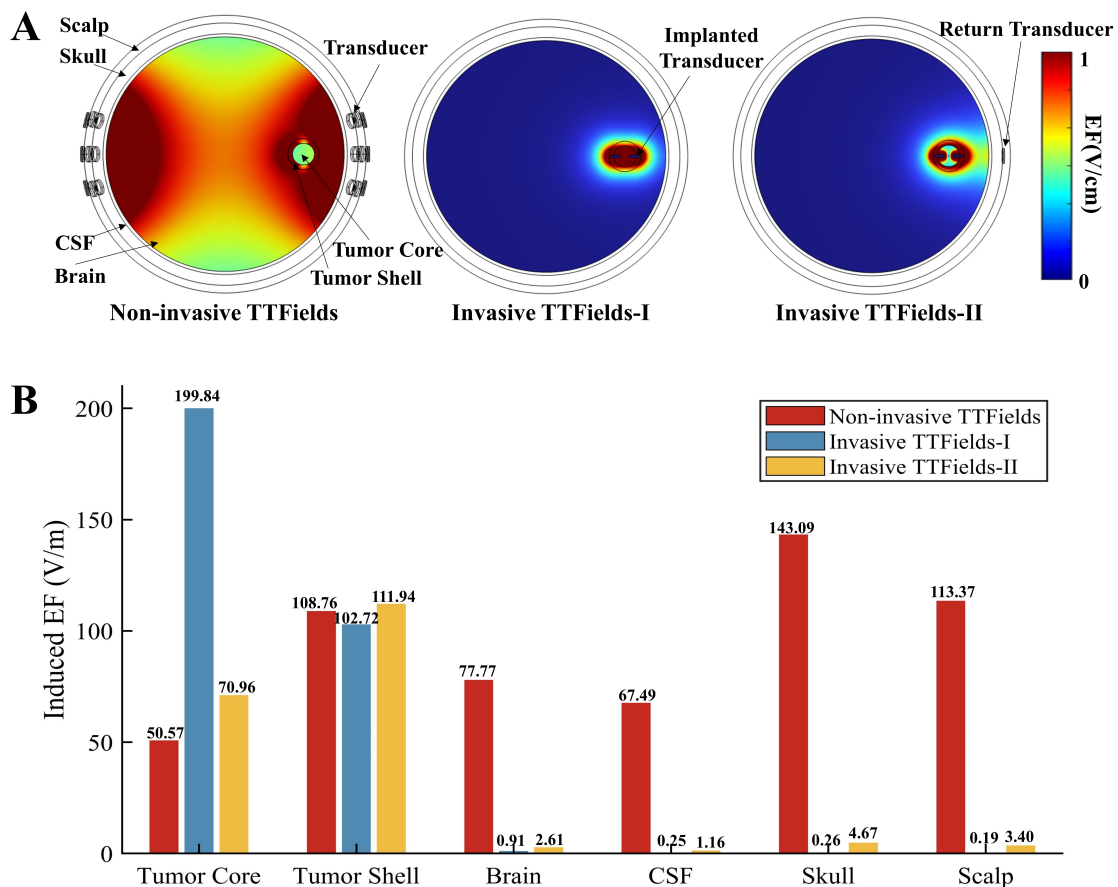 A
Scalp
Skull
Transducer
CSF
Brain
Tumor Core
Tumor Shell
Non-invasive TTFields
Implanted
Transducer
Invasive TTFields-I
Return Transducer
Invasive TTFields-II
1
EF(V/cm)
0
B
Induced EF (V/m)
200
150
100
50
0
Non-invasive TTFields
Invasive TTFields-I
Invasive TTFields-II
50.57
199.84
70.96
108.76
102.72
111.94
77.77
0.91
2.61
67.49
0.25
1.16
143.09
0.26
4.67
113.37
0.19
3.40
Tumor Core
Tumor Shell
Brain
CSF
Skull
Scalp